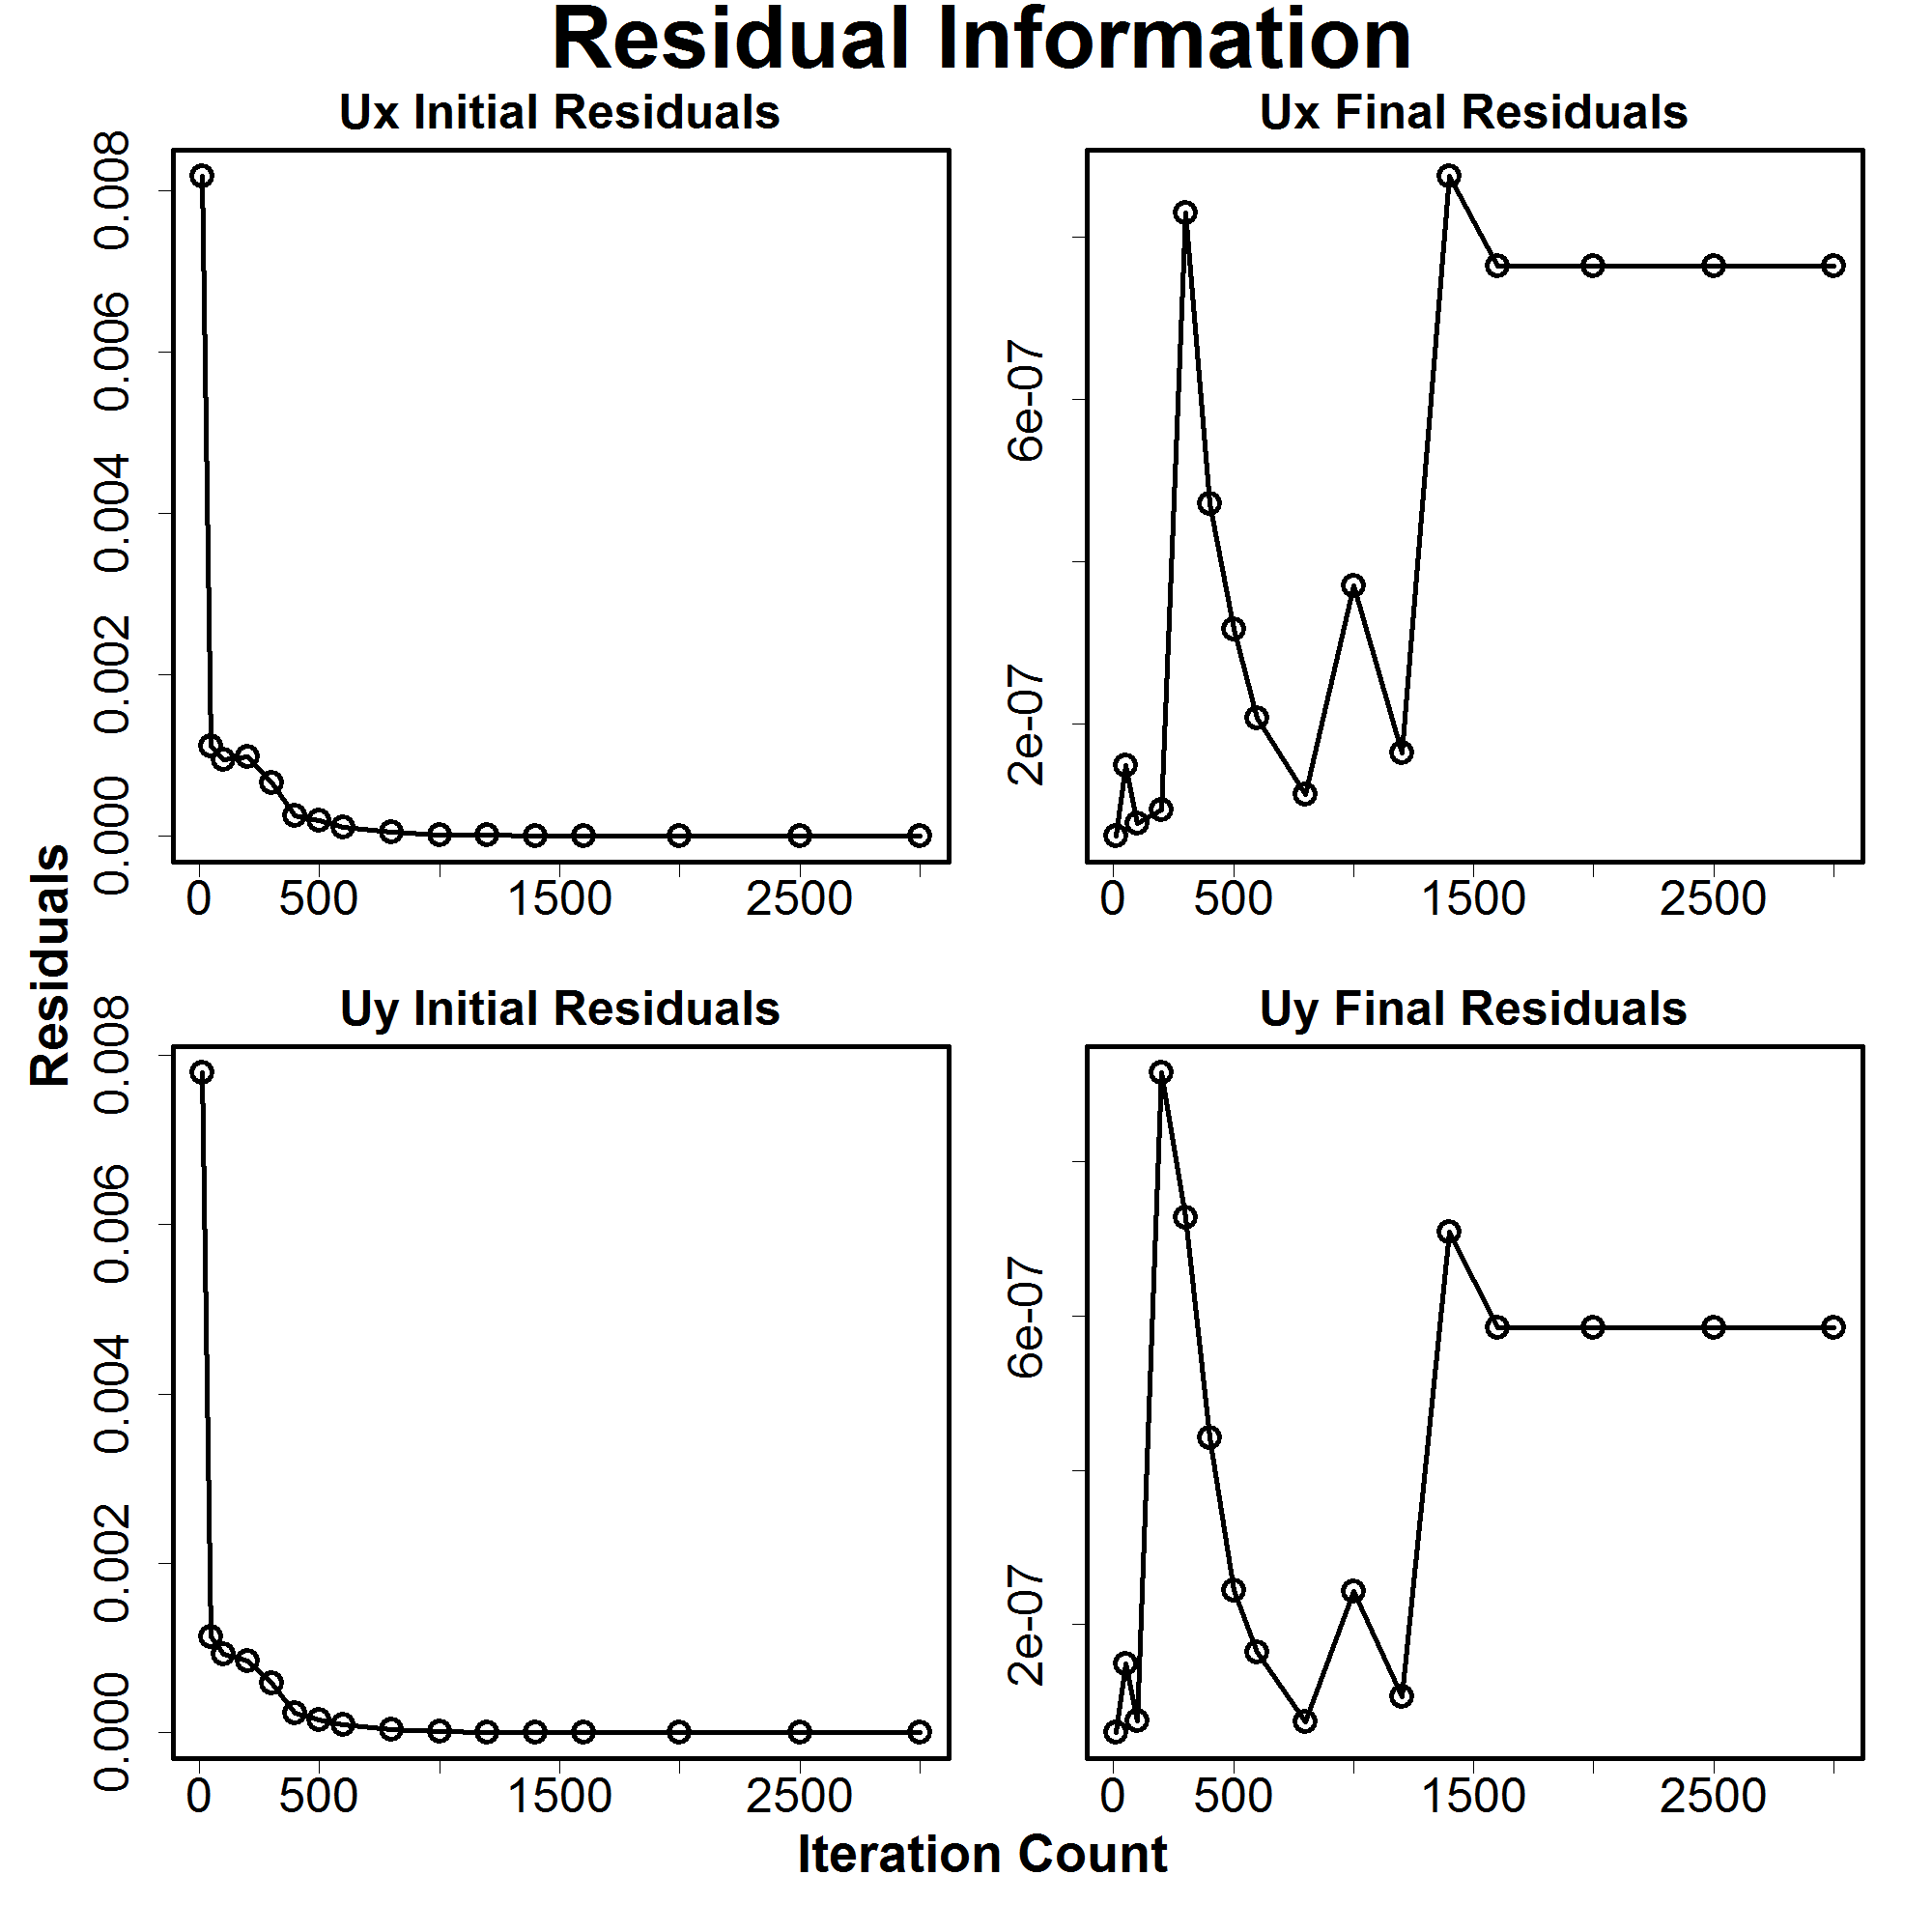 Residual Information
Ux Initial Residuals
0.008
0.006
0.004
0.002
0.000
0 500 1500 2500
Ux Final Residuals
6e-07
2e-07
0 500 1500 2500
Residuals
Uy Initial Residuals
0.008
0.006
0.004
0.002
0.000
0 500 1500 2500
Uy Final Residuals
6e-07
2e-07
0 500 1500 2500
Iteration Count